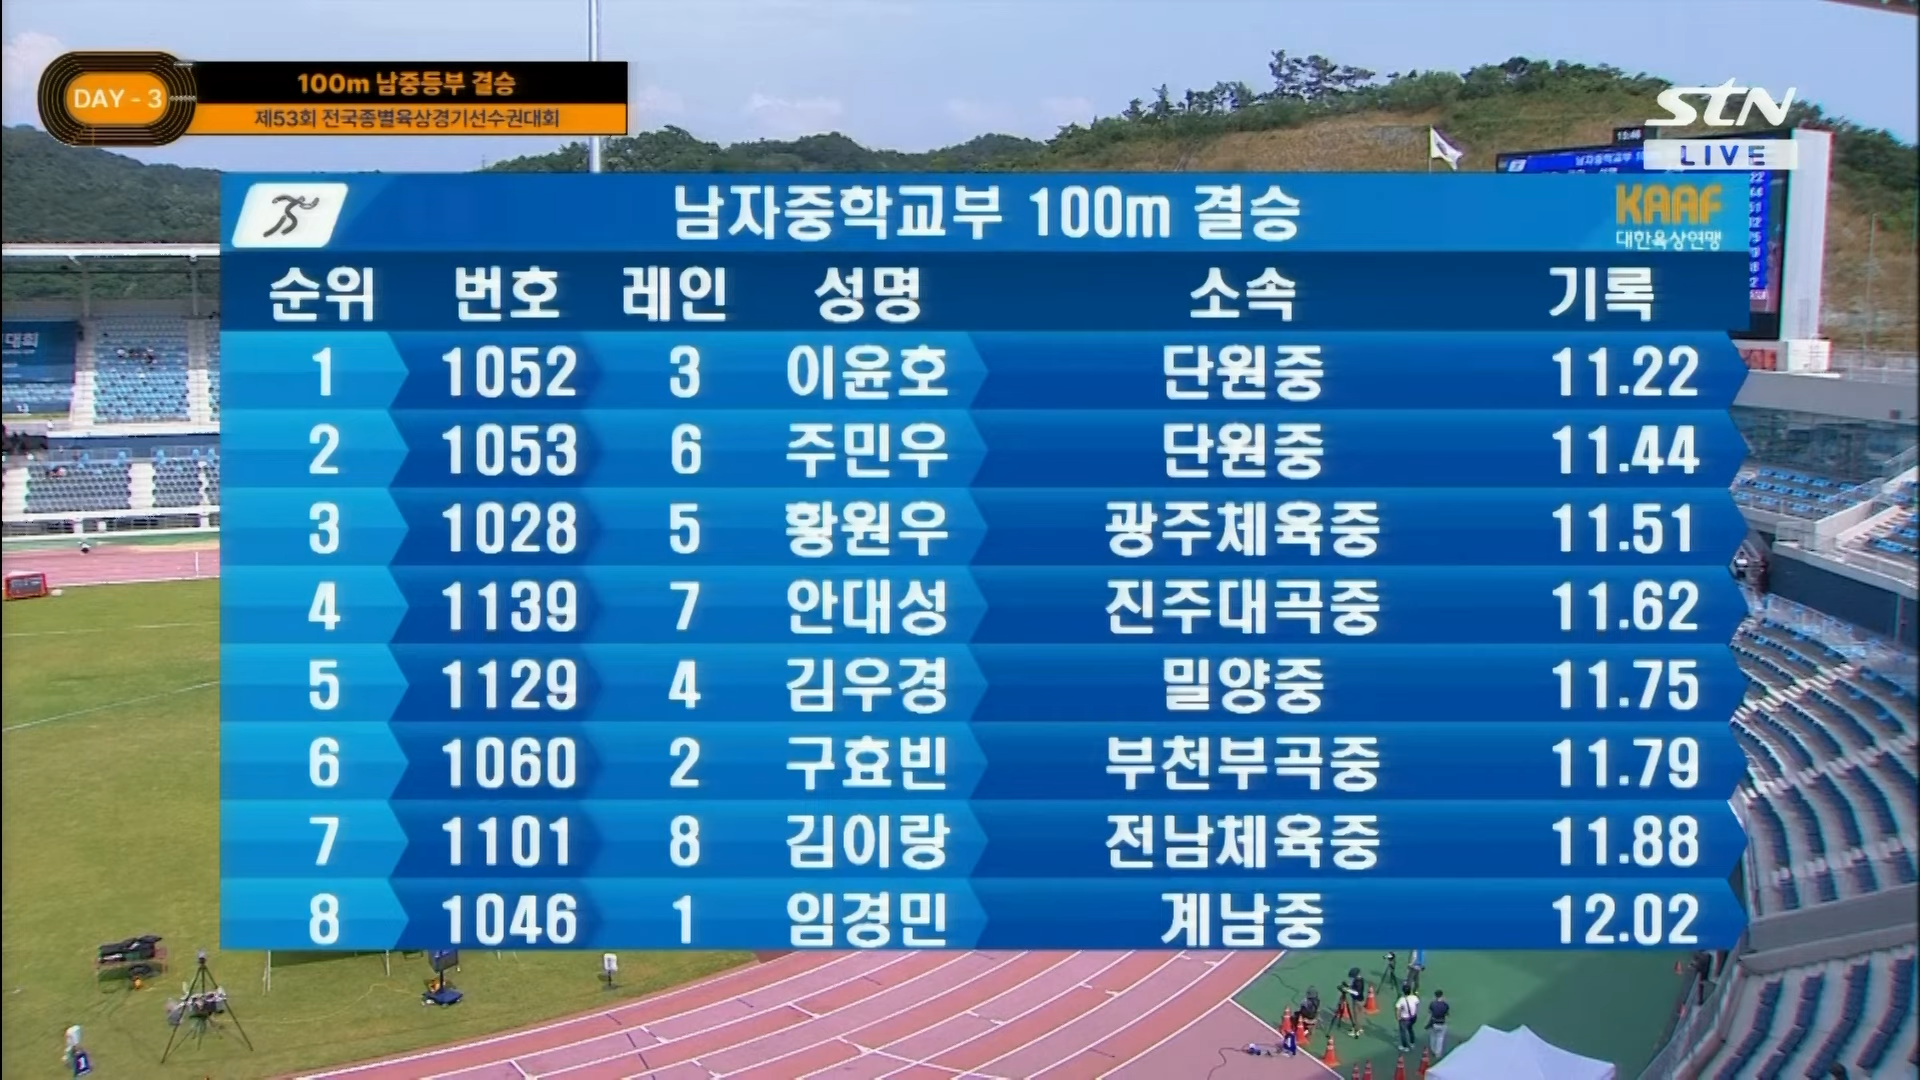 DAY - 3
100m 남중등부 결승
제53회 전국종별육상경기선수권대회
STN
LIVE
남자중학교부 100m 결승
KAAF
대한육상연맹
순위 번호 레인 성명 소속 기록
1 1052 3 이윤호 단원중 11.22
2 1053 6 주민우 단원중 11.44
3 1028 5 황원우 광주체육중 11.51
4 1139 7 안대성 진주대곡중 11.62
5 1129 4 김우경 밀양중 11.75
6 1060 2 구효빈 부천부곡중 11.79
7 1101 8 김이랑 전남체육중 11.88
8 1046 1 임경민 계남중 12.02
대회
13
1